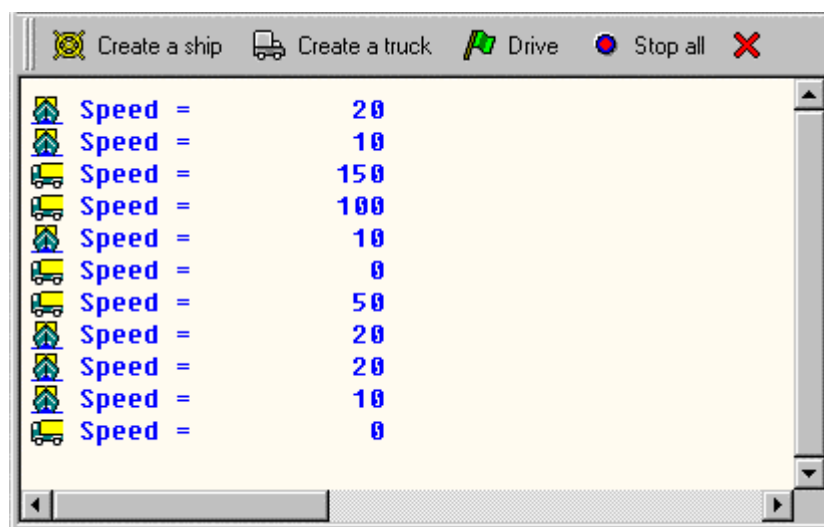 Create a ship Create a truck Drive Stop all
Speed = 20
Speed = 10
Speed = 150
Speed = 100
Speed = 10
Speed = 0
Speed = 50
Speed = 20
Speed = 20
Speed = 10
Speed = 0